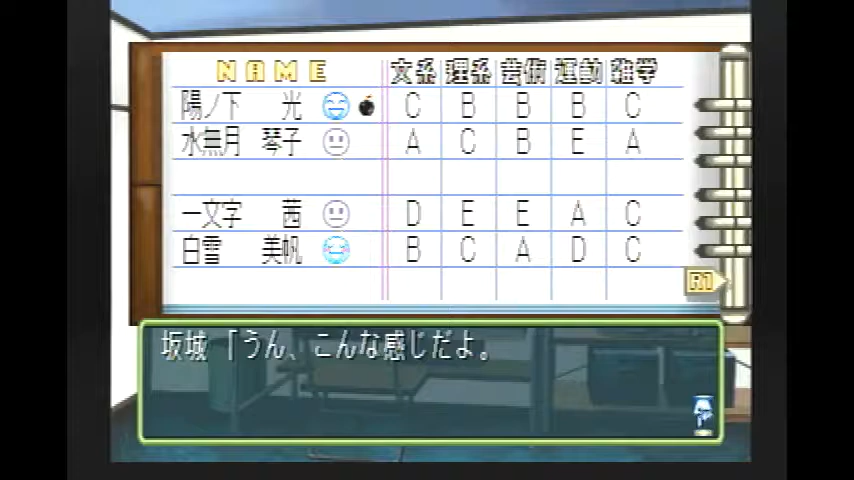 NAME 文系 理系 芸術 運動 雑学
陽ノ下 光 C B B B C
水無月 琴子 A C B E A
一文字 茜 D E E A C
白雪 美帆 B C A D C
R1
坂城「うん、こんな感じだよ。